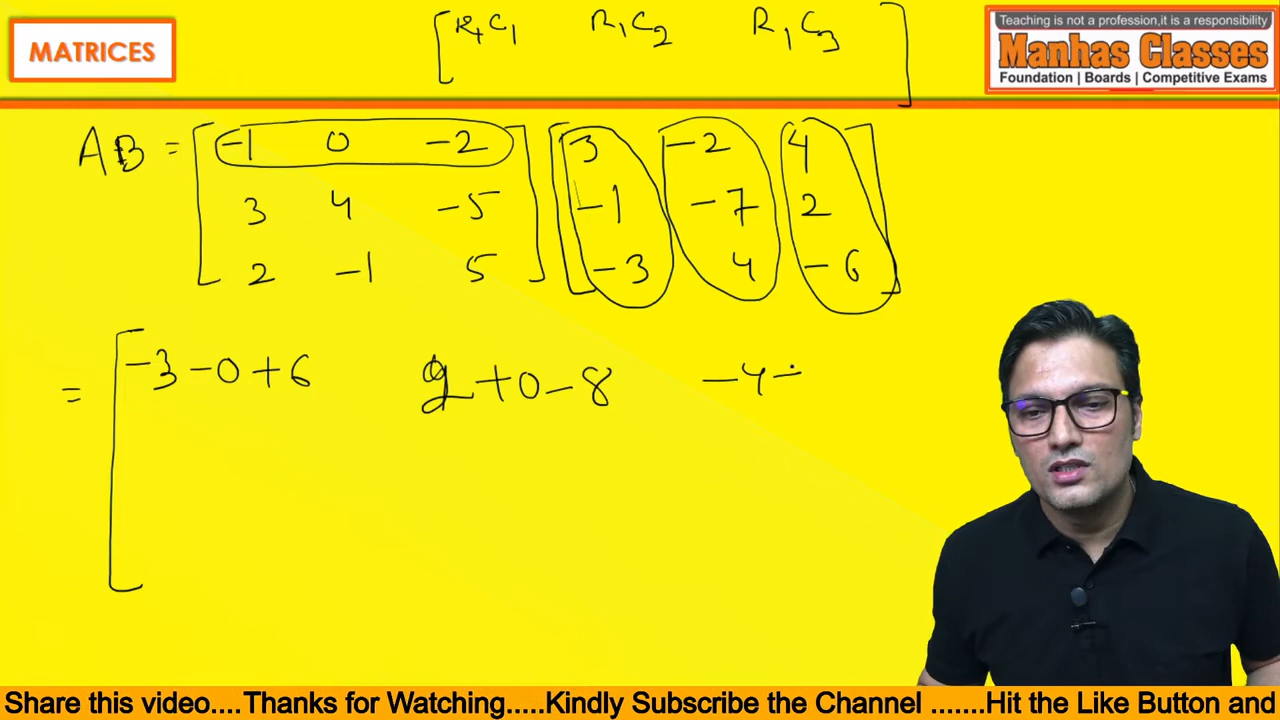 MATRICES
R₁C₁ R₁C₂ R₁C₃
Teaching is not a profession,it is a responsibility
Manhas Classes
Foundation | Boards | Competitive Exams
AB = [ -1 0 -2 ] [ 3 -2 4 ]
3 4 -5 -1 -7 2
2 -1 5 -3 4 -6
= [ -3-0+6 2+0-8 -4
Share this video....Thanks for Watching.....Kindly Subscribe the Channel .......Hit the Like Button and